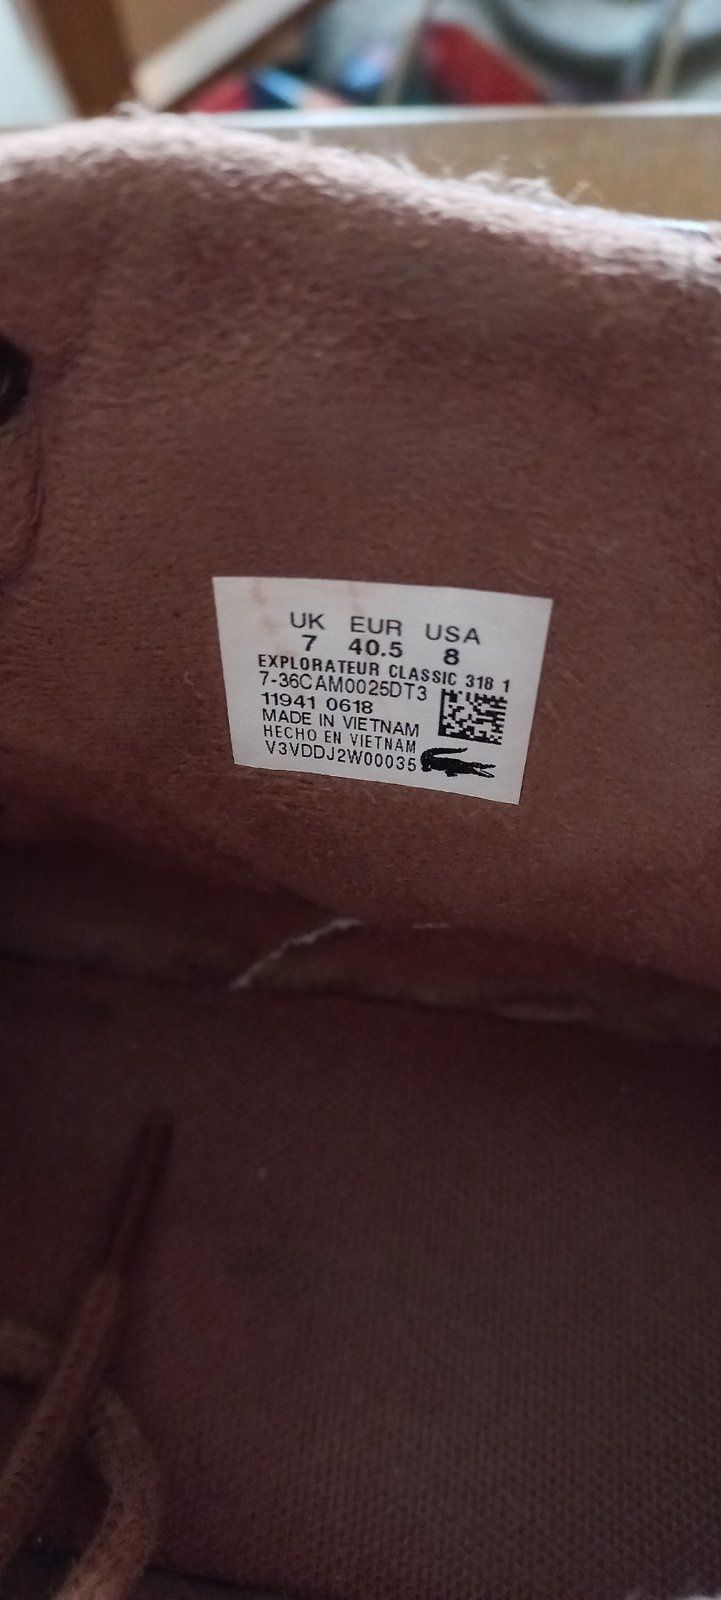 UK EUR USA
7 40.5 8
EXPLORATEUR CLASSIC 318 1
7-36CAM0025DT3
11941 0618
MADE IN VIETNAM
HECHO EN VIETNAM
V3VDDJ2W00035